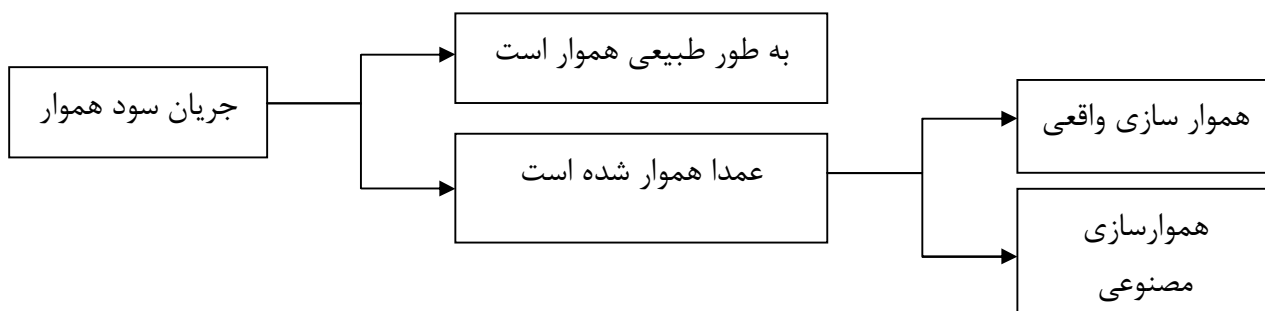 جریان سود هموار
به طور طبیعی هموار است
عمدا هموار شده است
هموار سازی واقعی
هموارسازی
مصنوعی